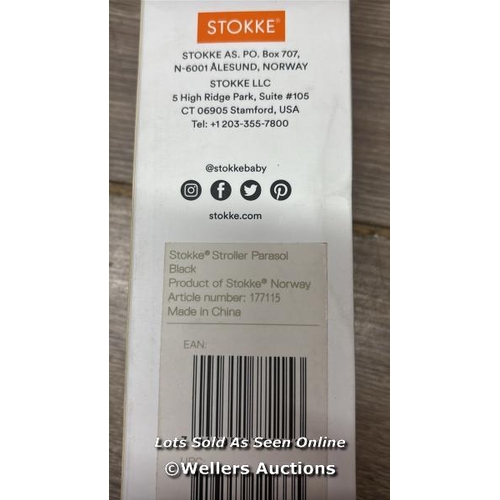 STOKKE®
STOKKE AS. PO. Box 707,
N-6001 ÅLESUND, NORWAY
STOKKE LLC
5 High Ridge Park, Suite #105
CT 06905 Stamford, USA
Tel: +1 203-355-7800
@stokkebaby
stokke.com
Stokke® Stroller Parasol
Black
Product of Stokke® Norway
Article number: 177115
Made in China
EAN:
Lots Sold As Seen Online
©Wellers Auctions